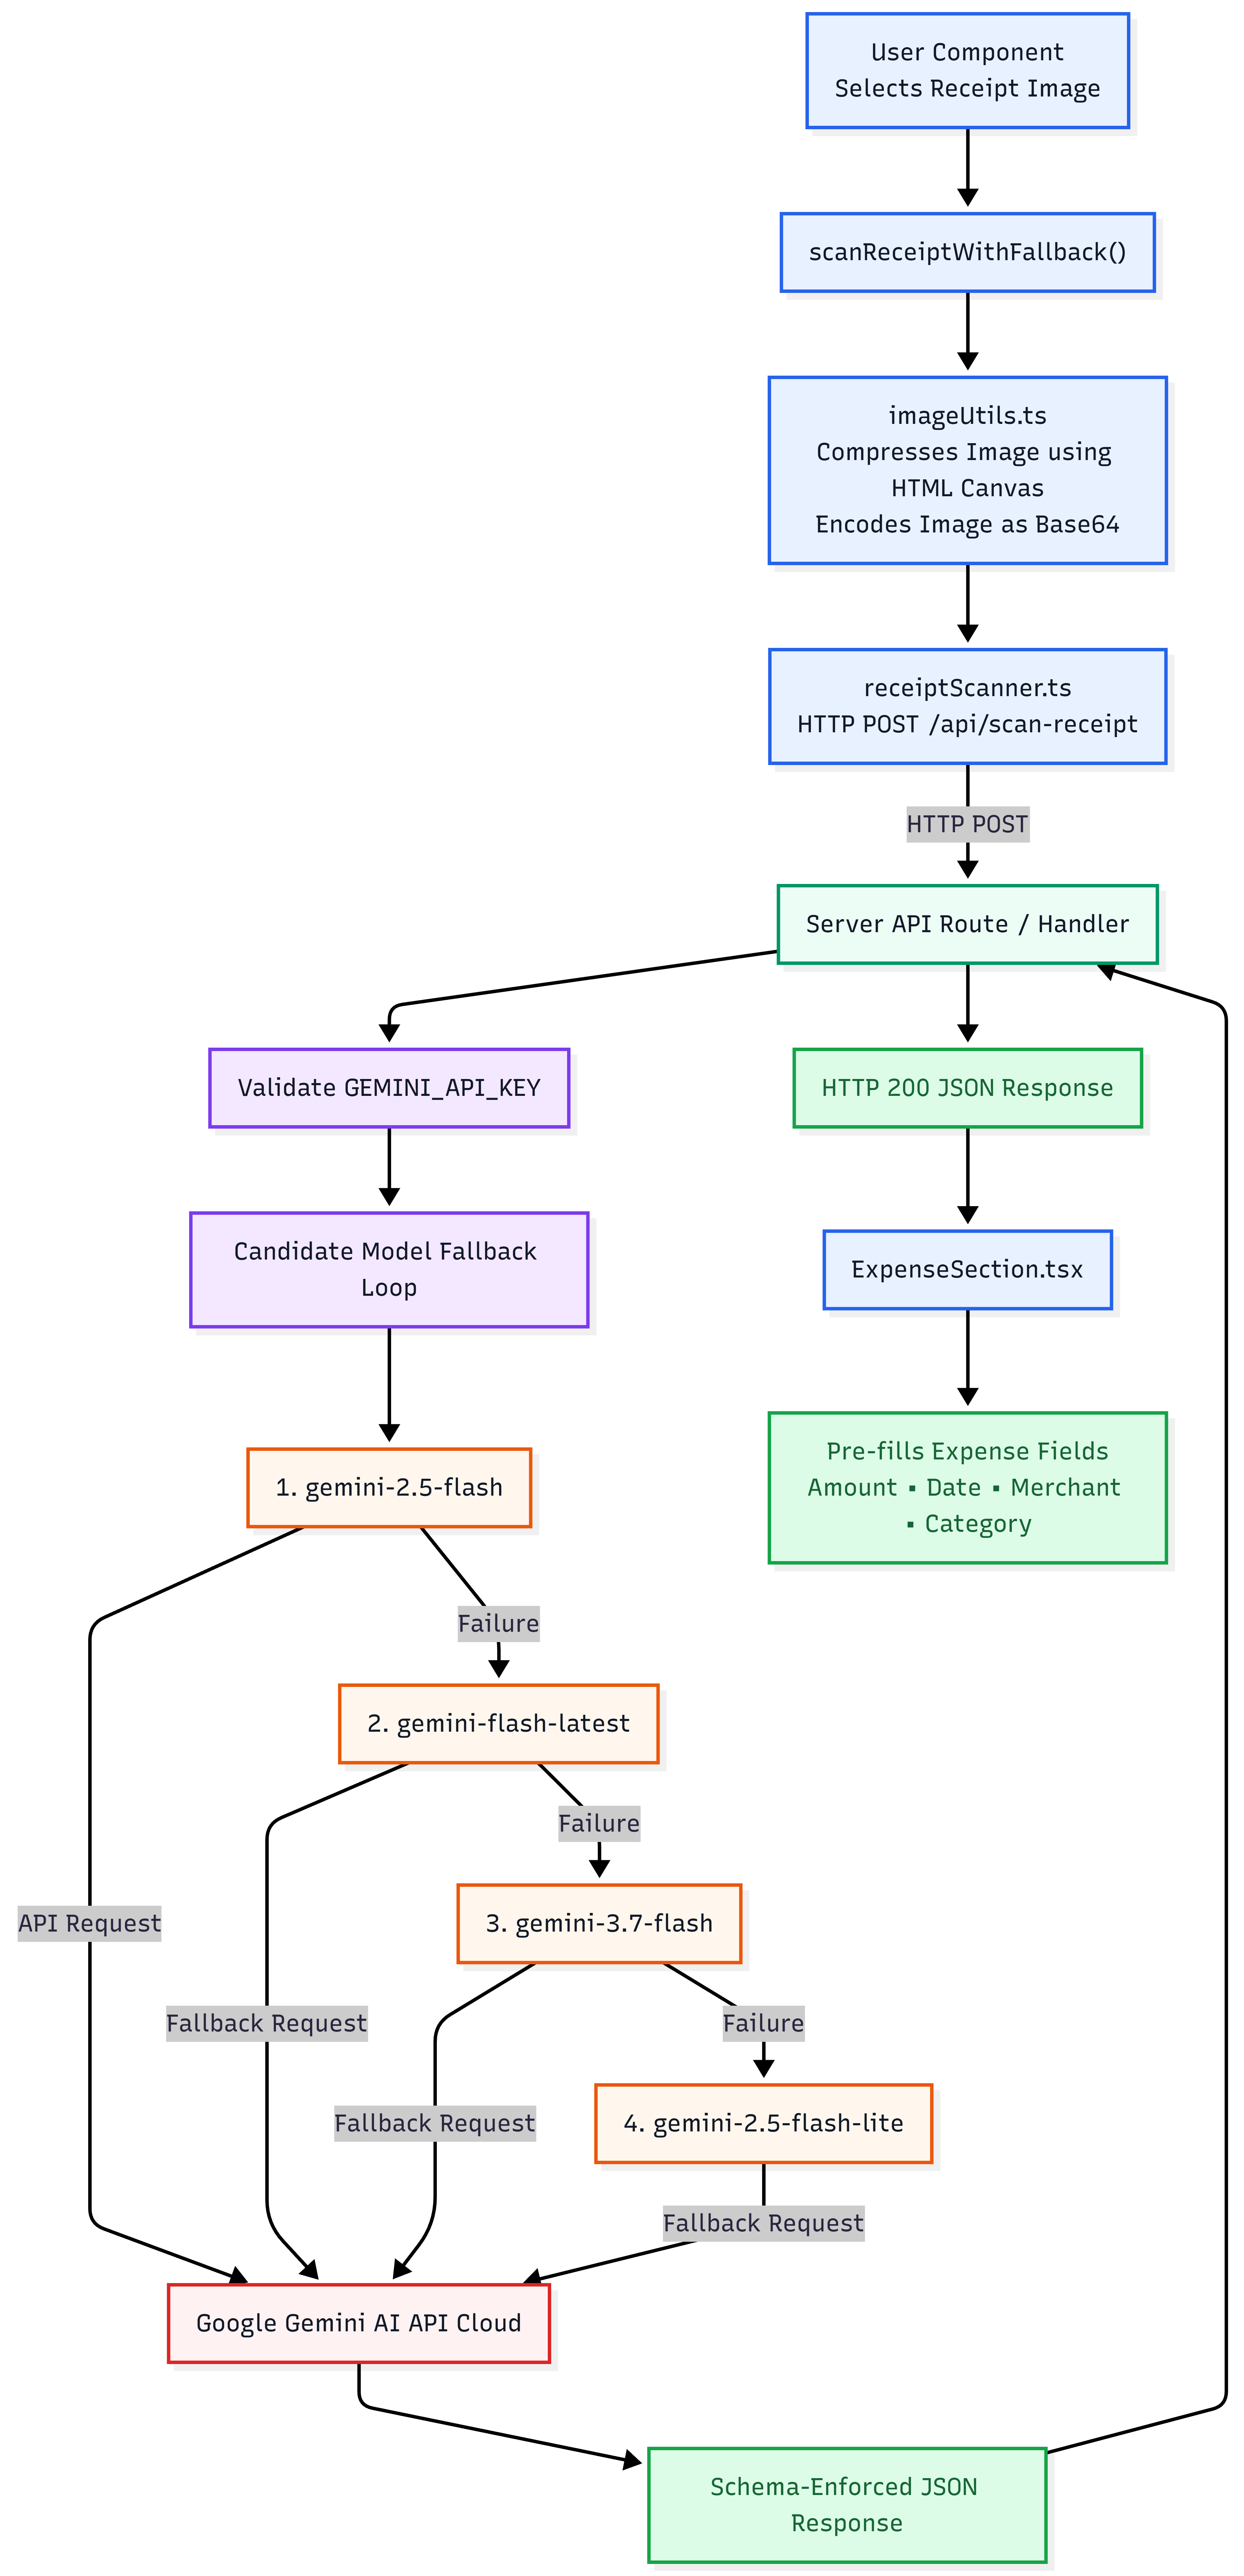 User Component
Selects Receipt Image
scanReceiptWithFallback()
imageUtils.ts
Compresses Image using
HTML Canvas
Encodes Image as Base64
receiptScanner.ts
HTTP POST /api/scan-receipt
HTTP POST
Server API Route / Handler
Validate GEMINI_API_KEY
HTTP 200 JSON Response
Candidate Model Fallback
Loop
ExpenseSection.tsx
Pre-fills Expense Fields
Amount ▪ Date ▪ Merchant
▪ Category
1. gemini-2.5-flash
Failure
2. gemini-flash-latest
Failure
API Request
3. gemini-3.7-flash
Fallback Request
Failure
Fallback Request
4. gemini-2.5-flash-lite
Fallback Request
Google Gemini AI API Cloud
Schema-Enforced JSON
Response